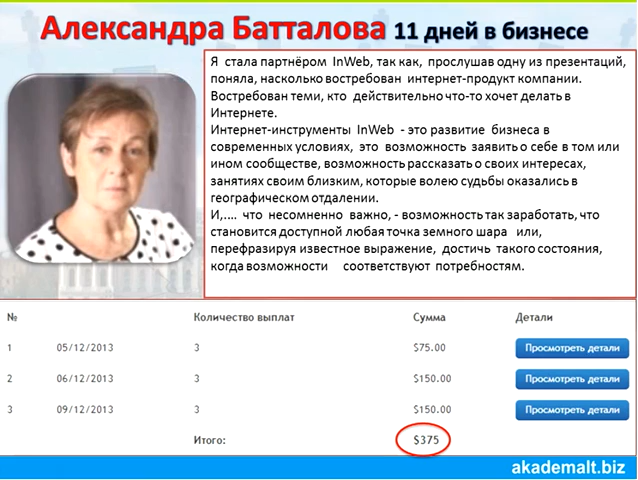 Александра Батталова 11 дней в бизнесе
Я стала партнёром InWeb, так как, прослушав одну из презентаций,
поняла, насколько востребован интернет-продукт компании.
Востребован теми, кто действительно что-то хочет делать в
Интернете.
Интернет-инструменты InWeb - это развитие бизнеса в
современных условиях, это возможность заявить о себе в том или
ином сообществе, возможность рассказать о своих интересах,
занятиях своим близким, которые волею судьбы оказались в
географическом отдалении.
И,.... что несомненно важно, - возможность так заработать, что
становится доступной любая точка земного шара или,
перефразируя известное выражение, достичь такого состояния,
когда возможности соответствуют потребностям.
№ Количество выплат Сумма Детали
1 05/12/2013 3 $75.00 Просмотреть детали
2 06/12/2013 3 $150.00 Просмотреть детали
3 09/12/2013 3 $150.00 Просмотреть детали
Итого: $375
akademalt.biz